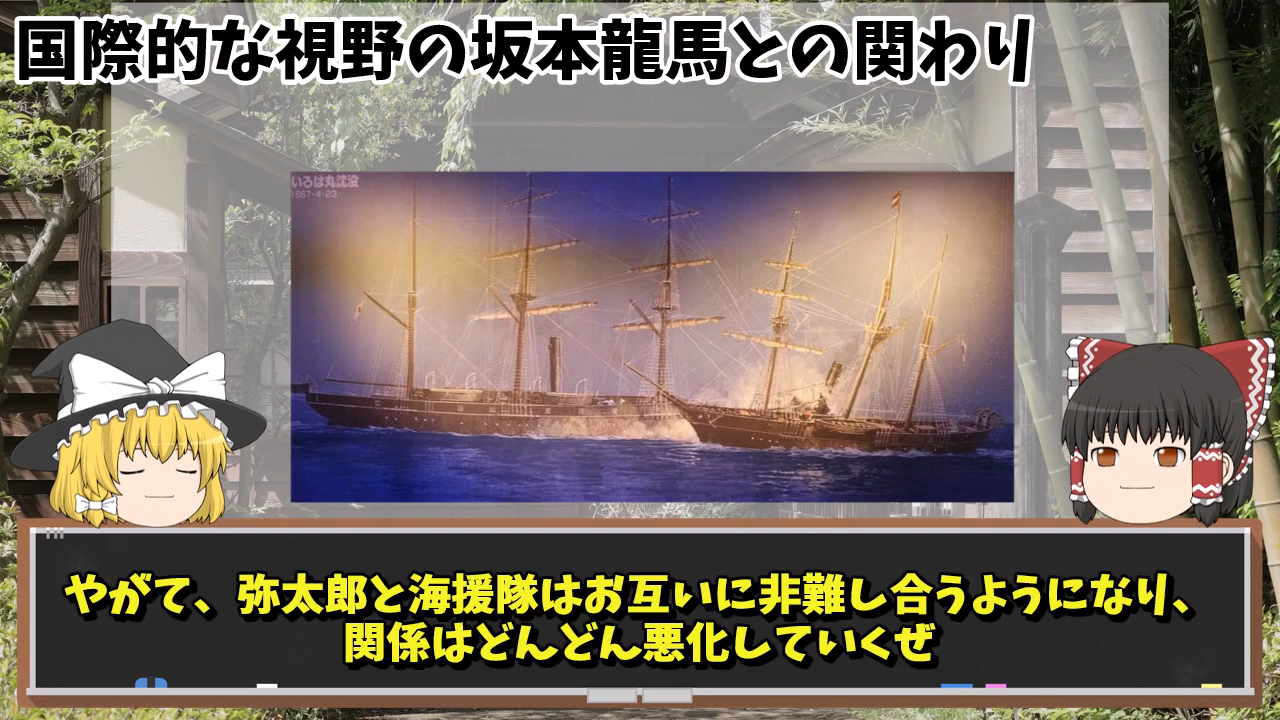 国際的な視野の坂本龍馬との関わり
いろは丸沈没
1867-4-23
やがて、弥太郎と海援隊はお互いに非難し合うようになり、
関係はどんどん悪化していくぜ